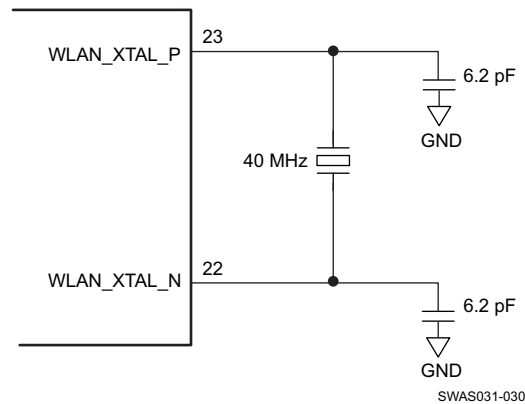 23
WLAN_XTAL_P
6.2 pF
GND
40 MHz
22
WLAN_XTAL_N
6.2 pF
GND
SWAS031-030